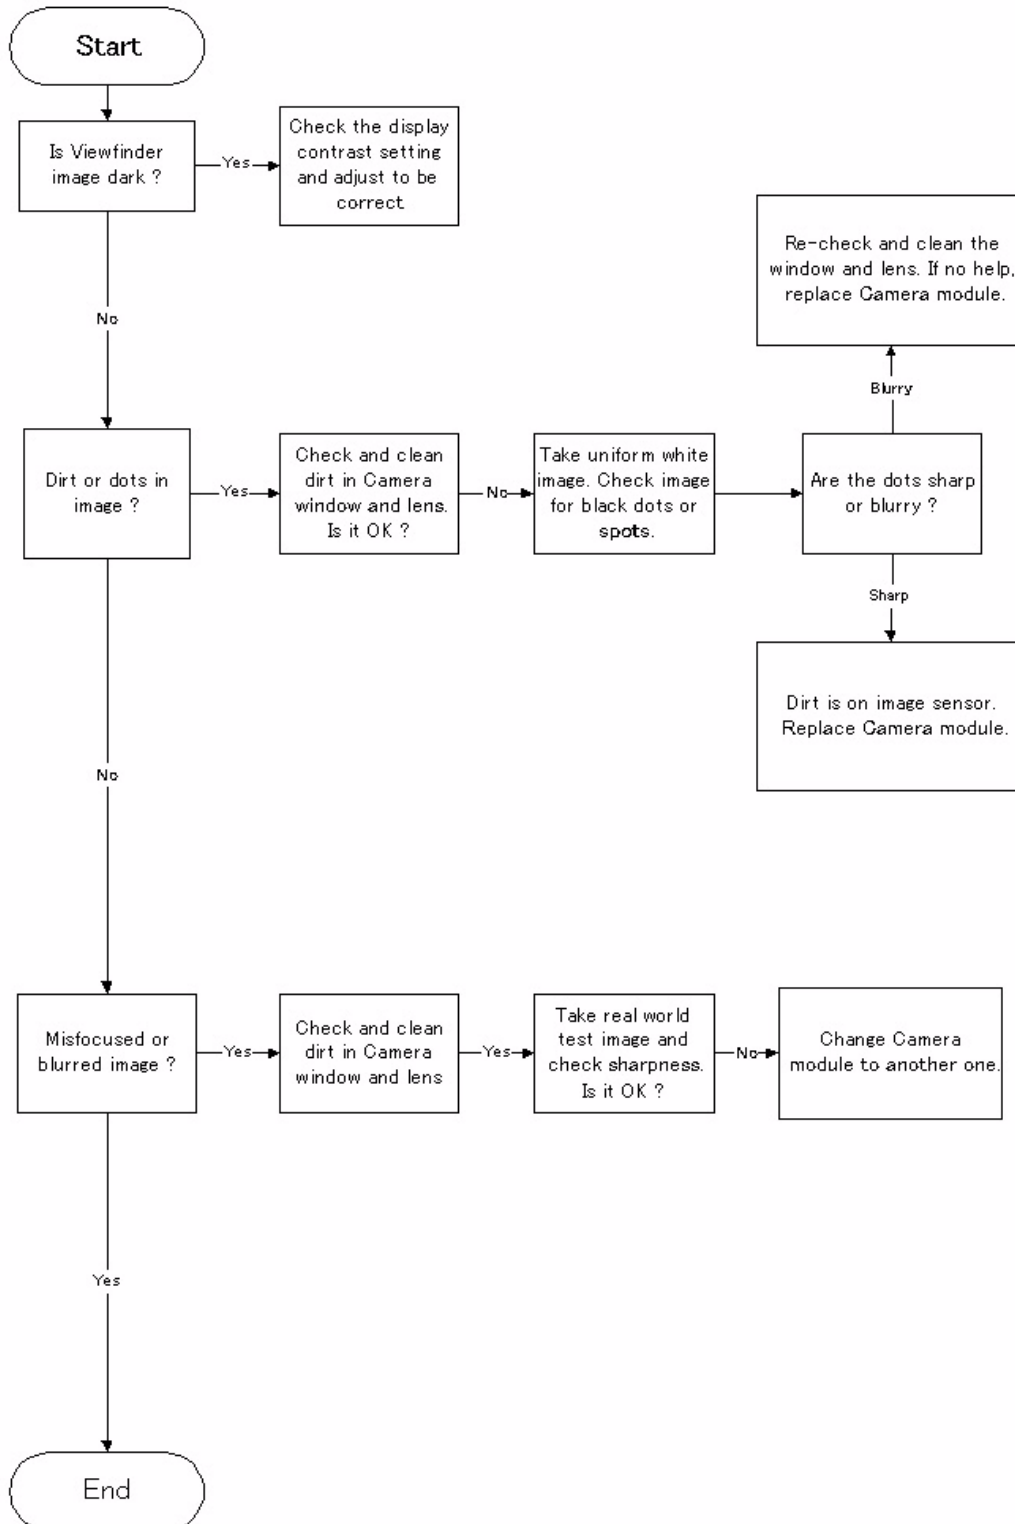 Start
Is Viewfinder
image dark ?
Yes
Check the display
contrast setting
and adjust to be
correct
No
Re-check and clean the
window and lens. If no help,
replace Camera module.
Blurry
Dirt or dots in
image ?
Yes
Check and clean
dirt in Camera
window and lens.
Is it OK ?
No
Take uniform white
image. Check image
for black dots or
spots.
Are the dots sharp
or blurry ?
Sharp
Dirt is on image sensor.
Replace Camera module.
No
Misfocused or
blurred image ?
Yes
Check and clean
dirt in Camera
window and lens
Yes
Take real world
test image and
check sharpness.
Is it OK ?
No
Change Camera
module to another one.
Yes
End